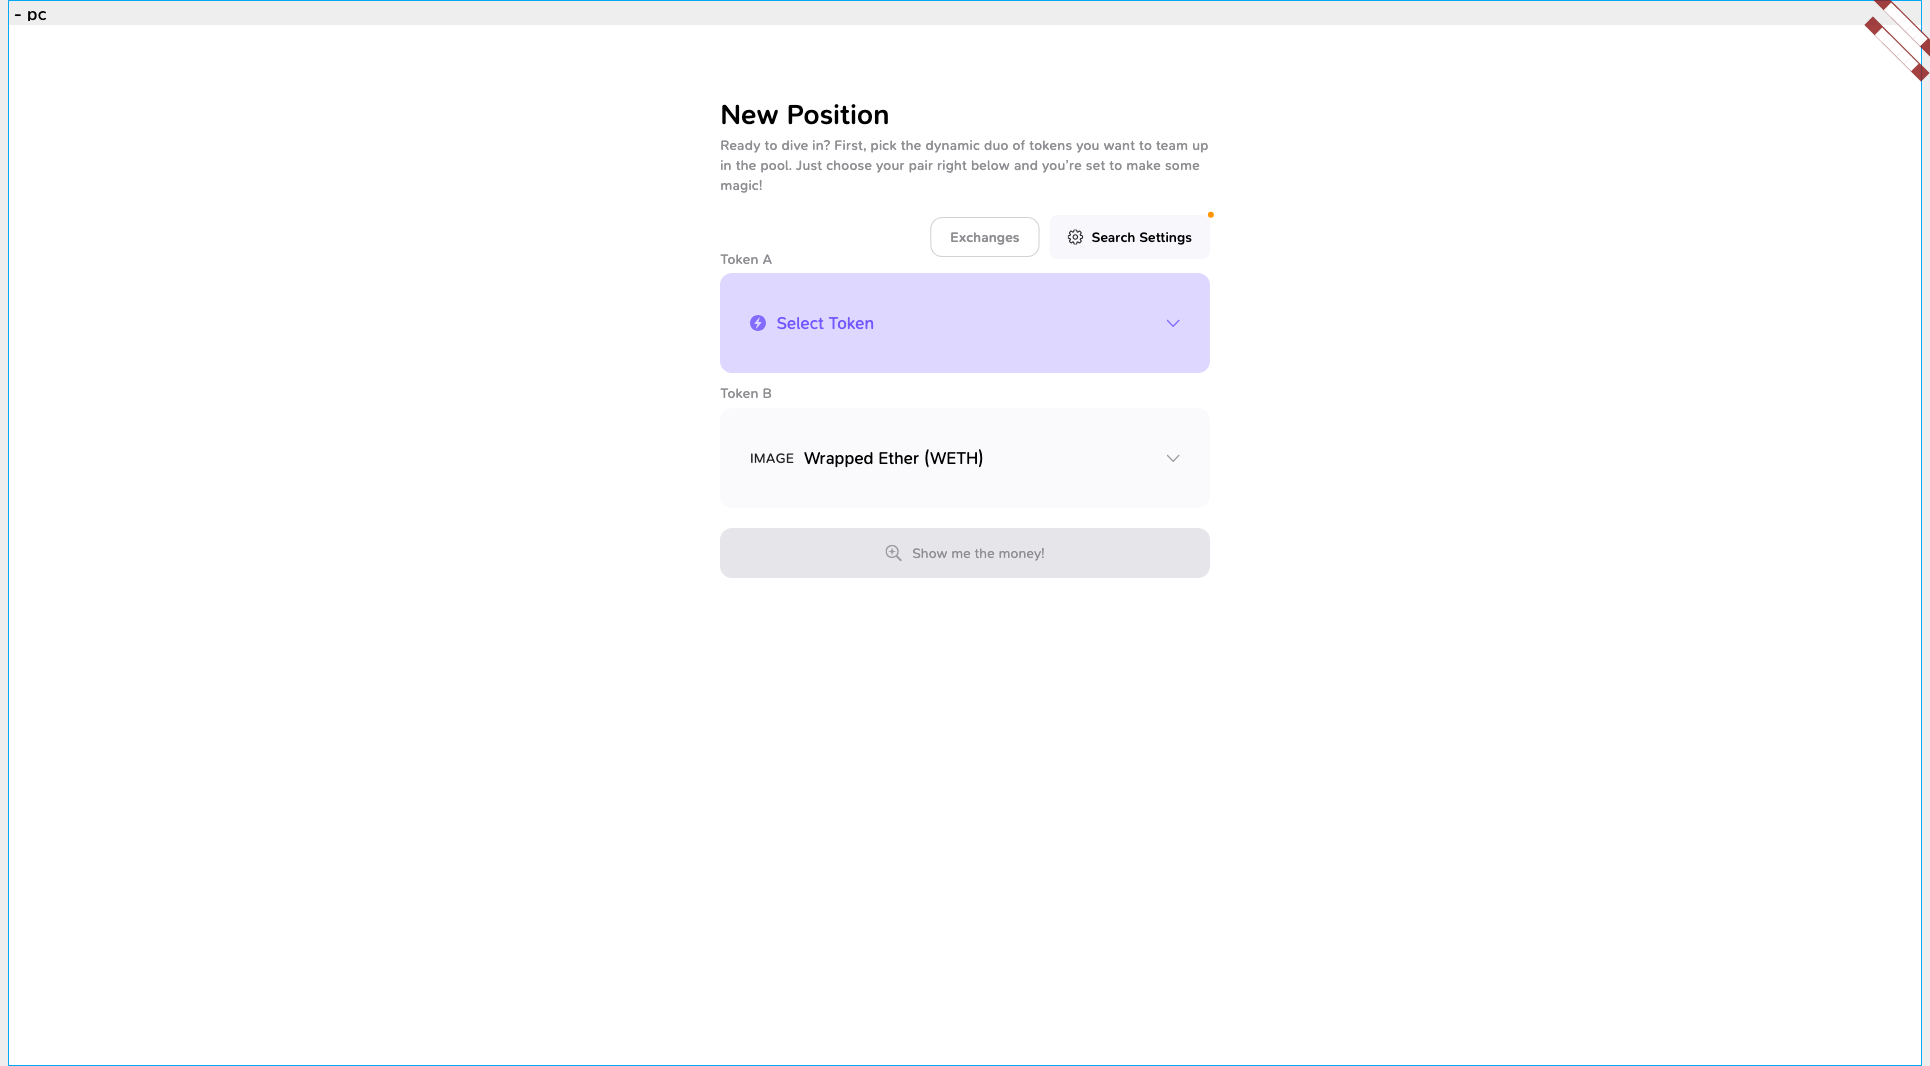 - pc
New Position
Ready to dive in? First, pick the dynamic duo of tokens you want to team up
in the pool. Just choose your pair right below and you're set to make some
magic!
Exchanges
Search Settings
Token A
Select Token
Token B
IMAGE Wrapped Ether (WETH)
Show me the money!